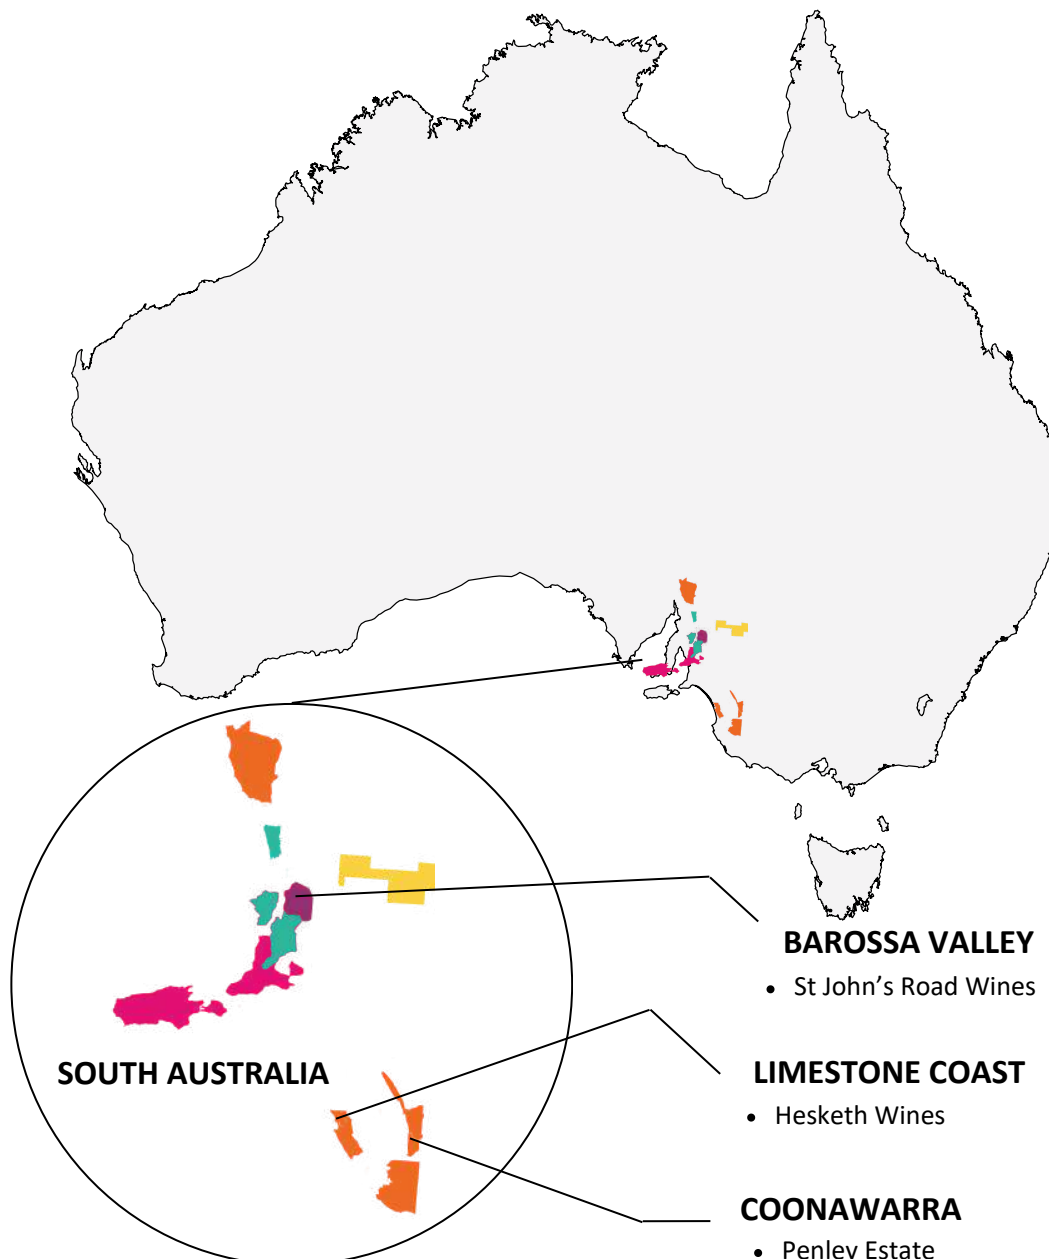 BAROSSA VALLEY
• St John’s Road Wines
SOUTH AUSTRALIA
LIMESTONE COAST
• Hesketh Wines
COONAWARRA
• Penley Estate